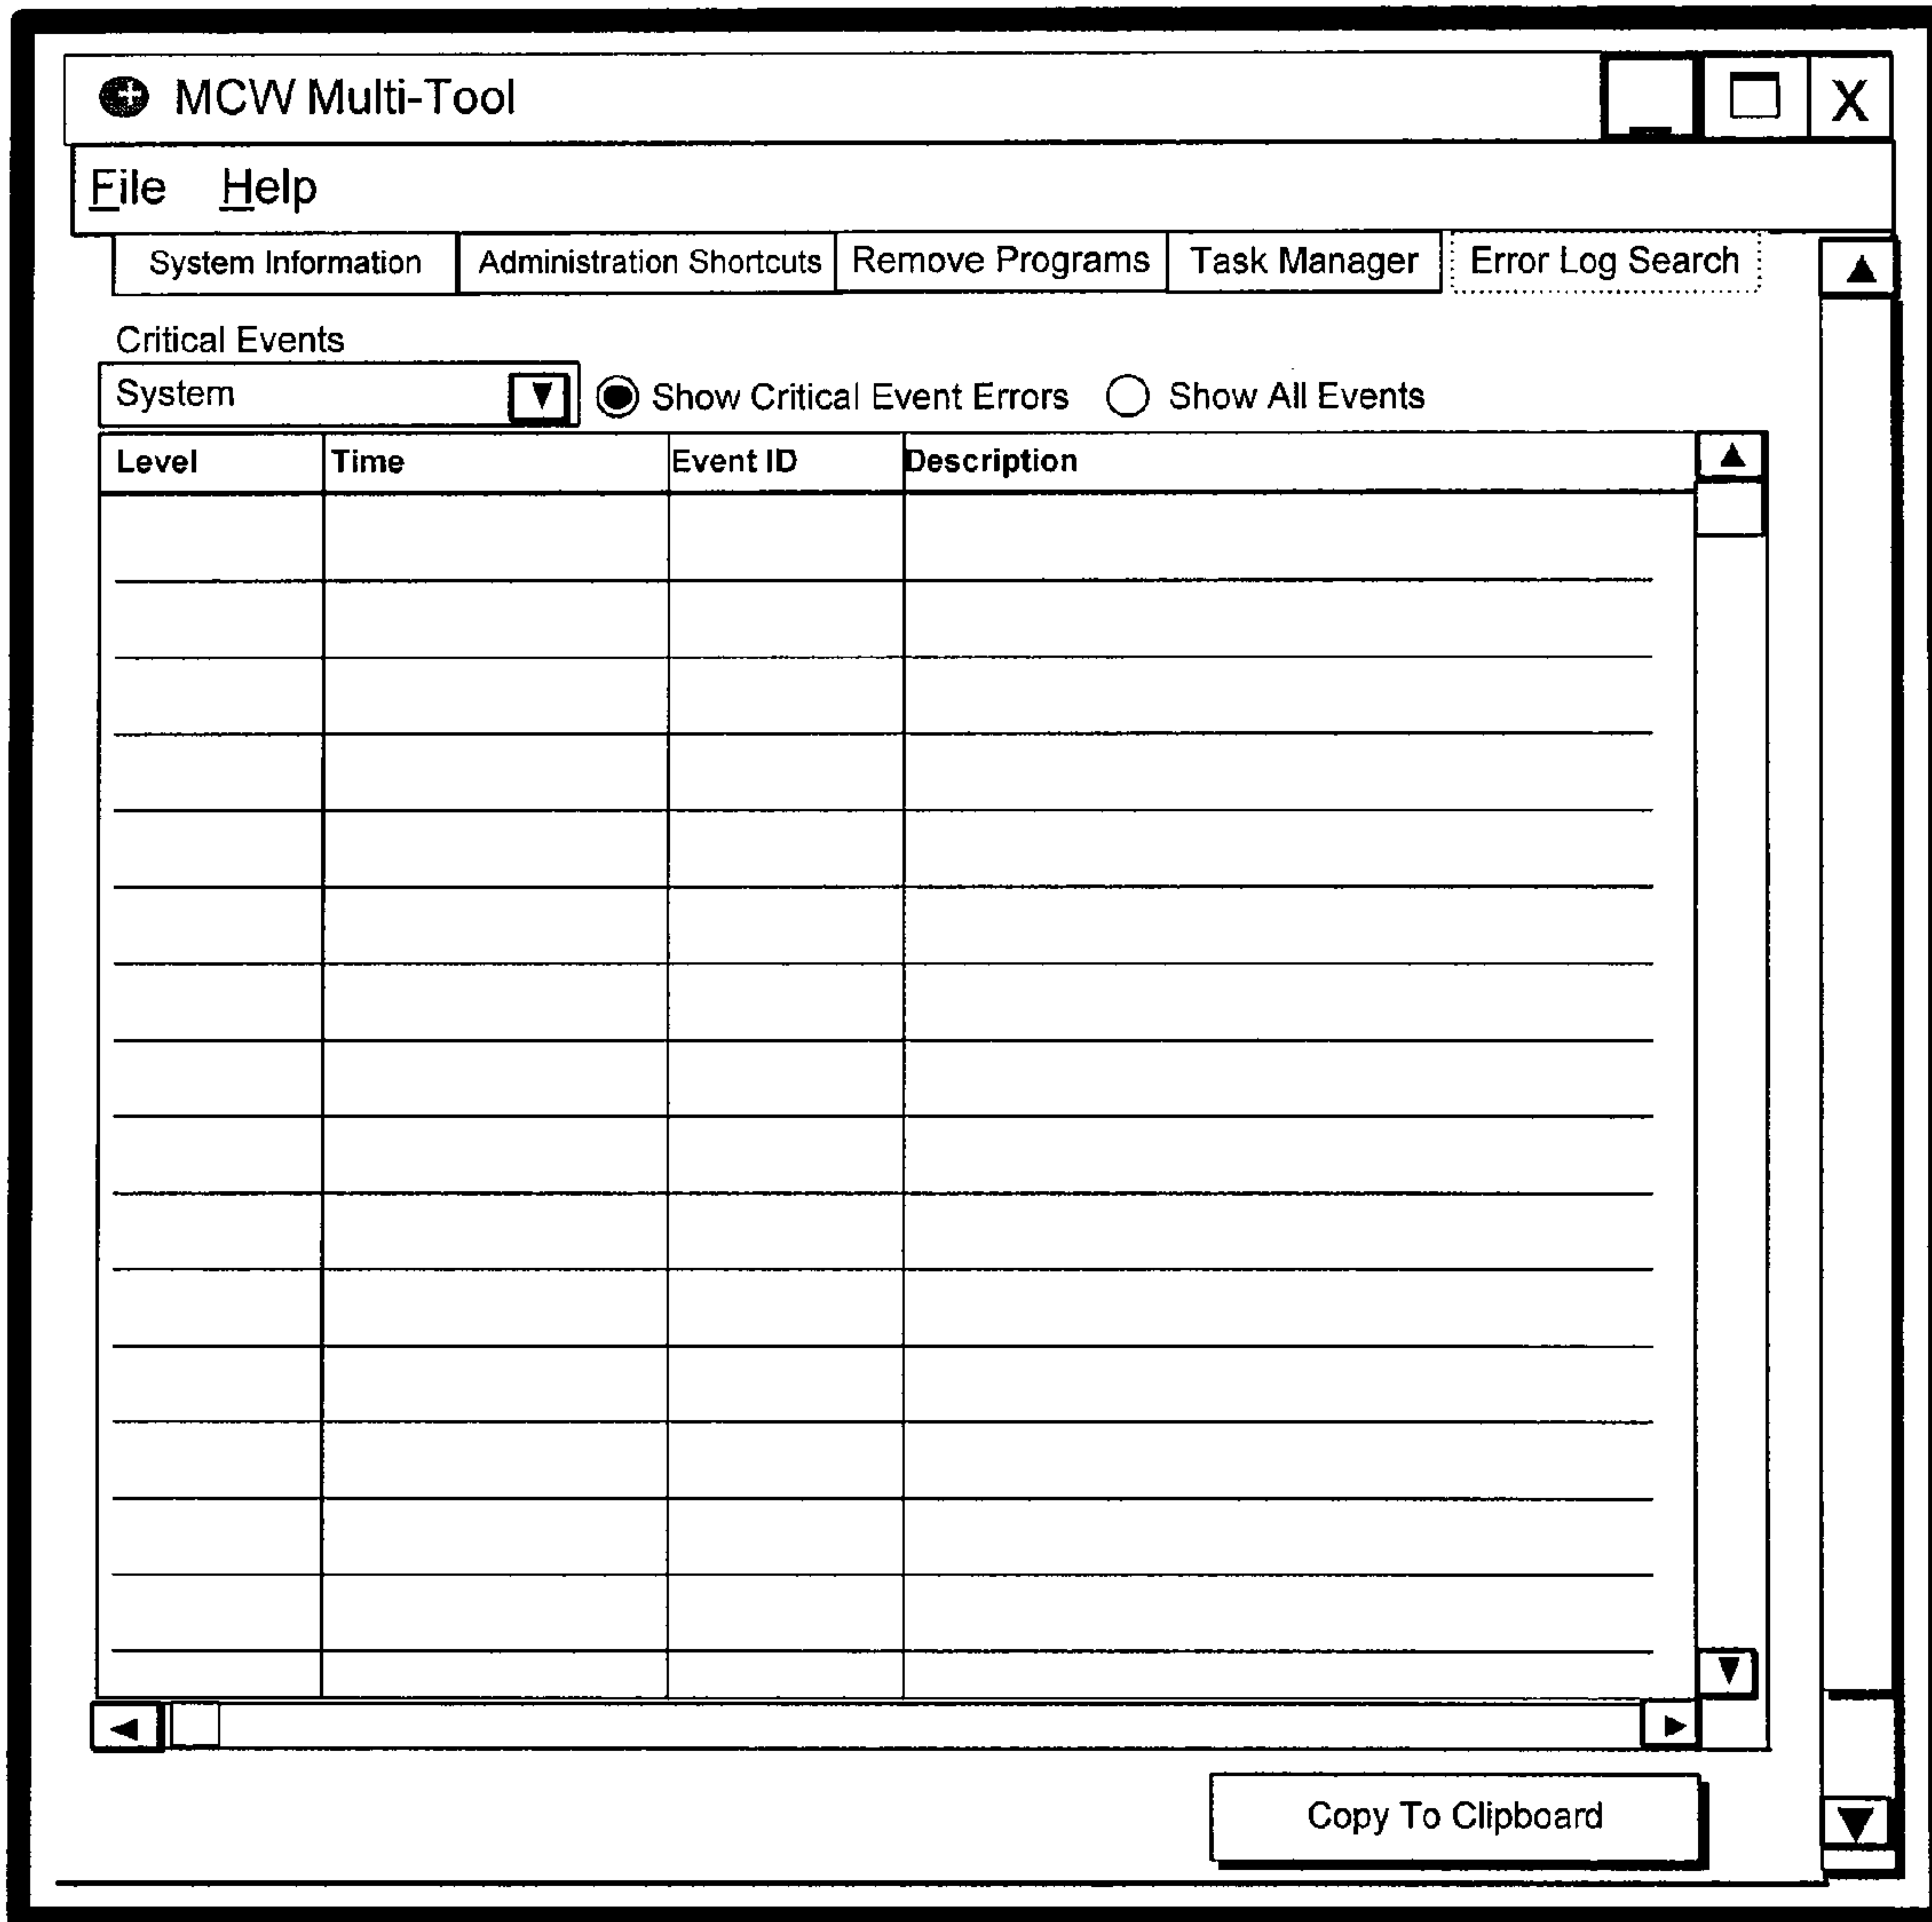 MCW Multi-Tool
X
File Help
System Information Administration Shortcuts Remove Programs Task Manager Error Log Search
Critical Events
System Show Critical Event Errors Show All Events
Level Time Event ID Description
Copy To Clipboard